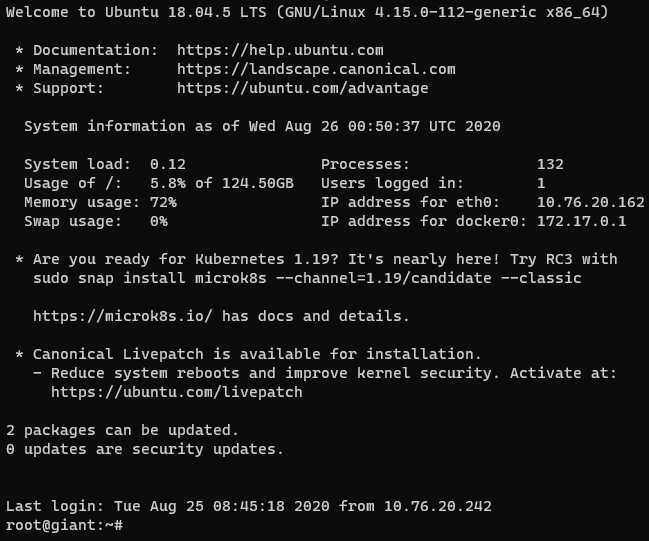 Welcome to Ubuntu 18.04.5 LTS (GNU/Linux 4.15.0-112-generic x86_64)

 * Documentation:  https://help.ubuntu.com
 * Management:     https://landscape.canonical.com
 * Support:        https://ubuntu.com/advantage

  System information as of Wed Aug 26 00:50:37 UTC 2020

  System load:  0.12               Processes:              132
  Usage of /:   5.8% of 124.50GB   Users logged in:        1
  Memory usage: 72%                IP address for eth0:    10.76.20.162
  Swap usage:   0%                 IP address for docker0: 172.17.0.1

 * Are you ready for Kubernetes 1.19? It's nearly here! Try RC3 with
   sudo snap install microk8s --channel=1.19/candidate --classic

   https://microk8s.io/ has docs and details.

 * Canonical Livepatch is available for installation.
   - Reduce system reboots and improve kernel security. Activate at:
     https://ubuntu.com/livepatch

2 packages can be updated.
0 updates are security updates.


Last login: Tue Aug 25 08:45:18 2020 from 10.76.20.242
root@giant:~#